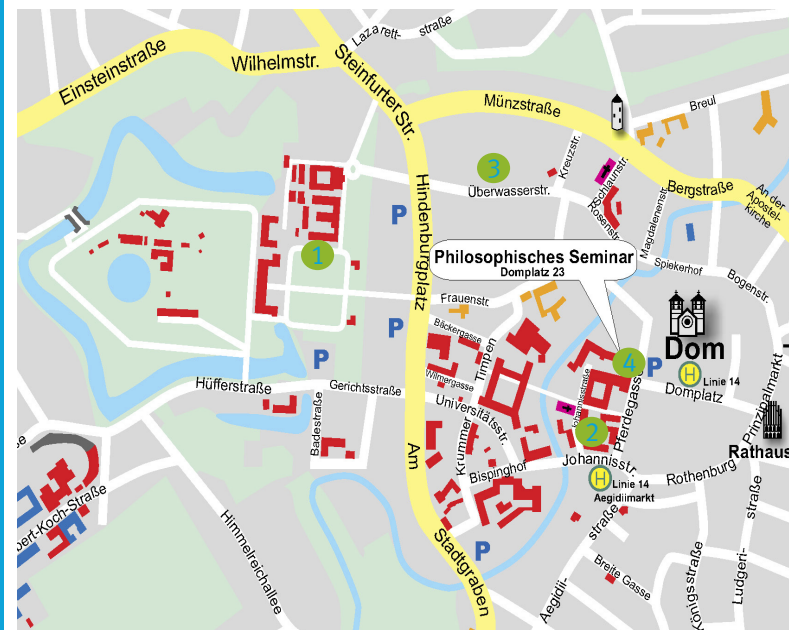 Lazarett-
straße
Einsteinstraße
Wilhelmstr.
Steinfurter Str.
Münzstraße
Breul
Kreuzstr.
3
Überwasserstr.
Schlaunstr.
Rosenstr.
Bergstraße
An der
Apostel-
kirche
Magdalenenstr.
P
Hindenburgplatz
1
Philosophisches Seminar
Domplatz 23
Spiekerhof
Bogenstr.
Frauenstr.
P
Bäckergasse
Timpen
P
Dom
4
P
H
Linie 14
Domplatz
Wilmergasse
Hüfferstraße
Gerichtsstraße
Badestraße
Universitätsstr.
Johannisstraße
Pferdegasse
Prinzipalmarkt
2
Krummer
Am
Rathaus
Bispinghof
Johannisstr.
H
Linie 14
Aegidiimarkt
Rothenburg
bert-Koch-Straße
Himmelreichallee
Stadtgraben
P
Aegidii-
straße
Breite Gasse
Königsstraße
Ludgeri-
straße